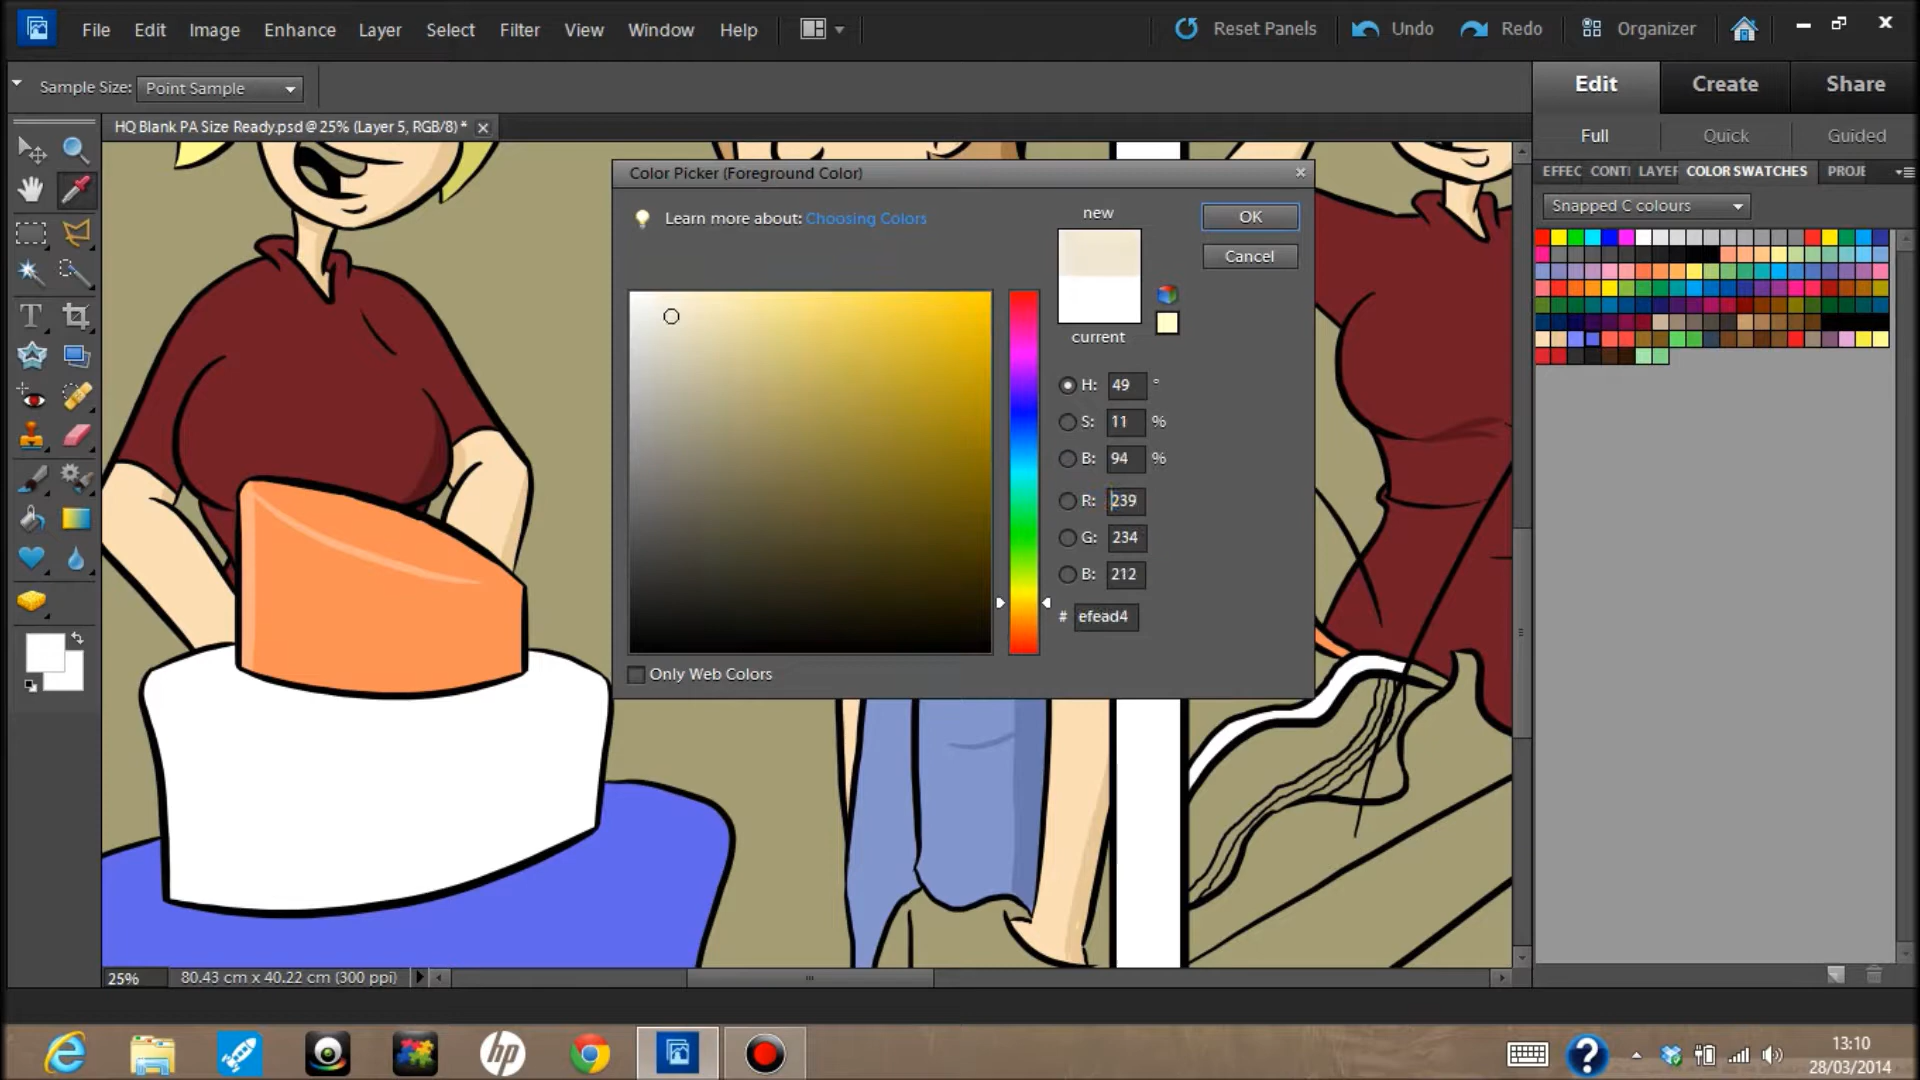 File Edit Image Enhance Layer Select Filter View Window Help
Reset Panels Undo Redo Organizer
Sample Size: Point Sample
Edit Create Share
HQ Blank PA Size Ready.psd @ 25% (Layer 5, RGB/8) *
Full Quick Guided
EFFEC CONTI LAYER COLOR SWATCHES PROJE
Snapped C colours
Color Picker (Foreground Color)
Learn more about: Choosing Colors
new
OK
Cancel
current
H: 49 °
S: 11 %
B: 94 %
R: 239
G: 234
B: 212
# efead4
Only Web Colors
T
25% 80.43 cm x 40.22 cm (300 ppi)
hp
?
13:10
28/03/2014